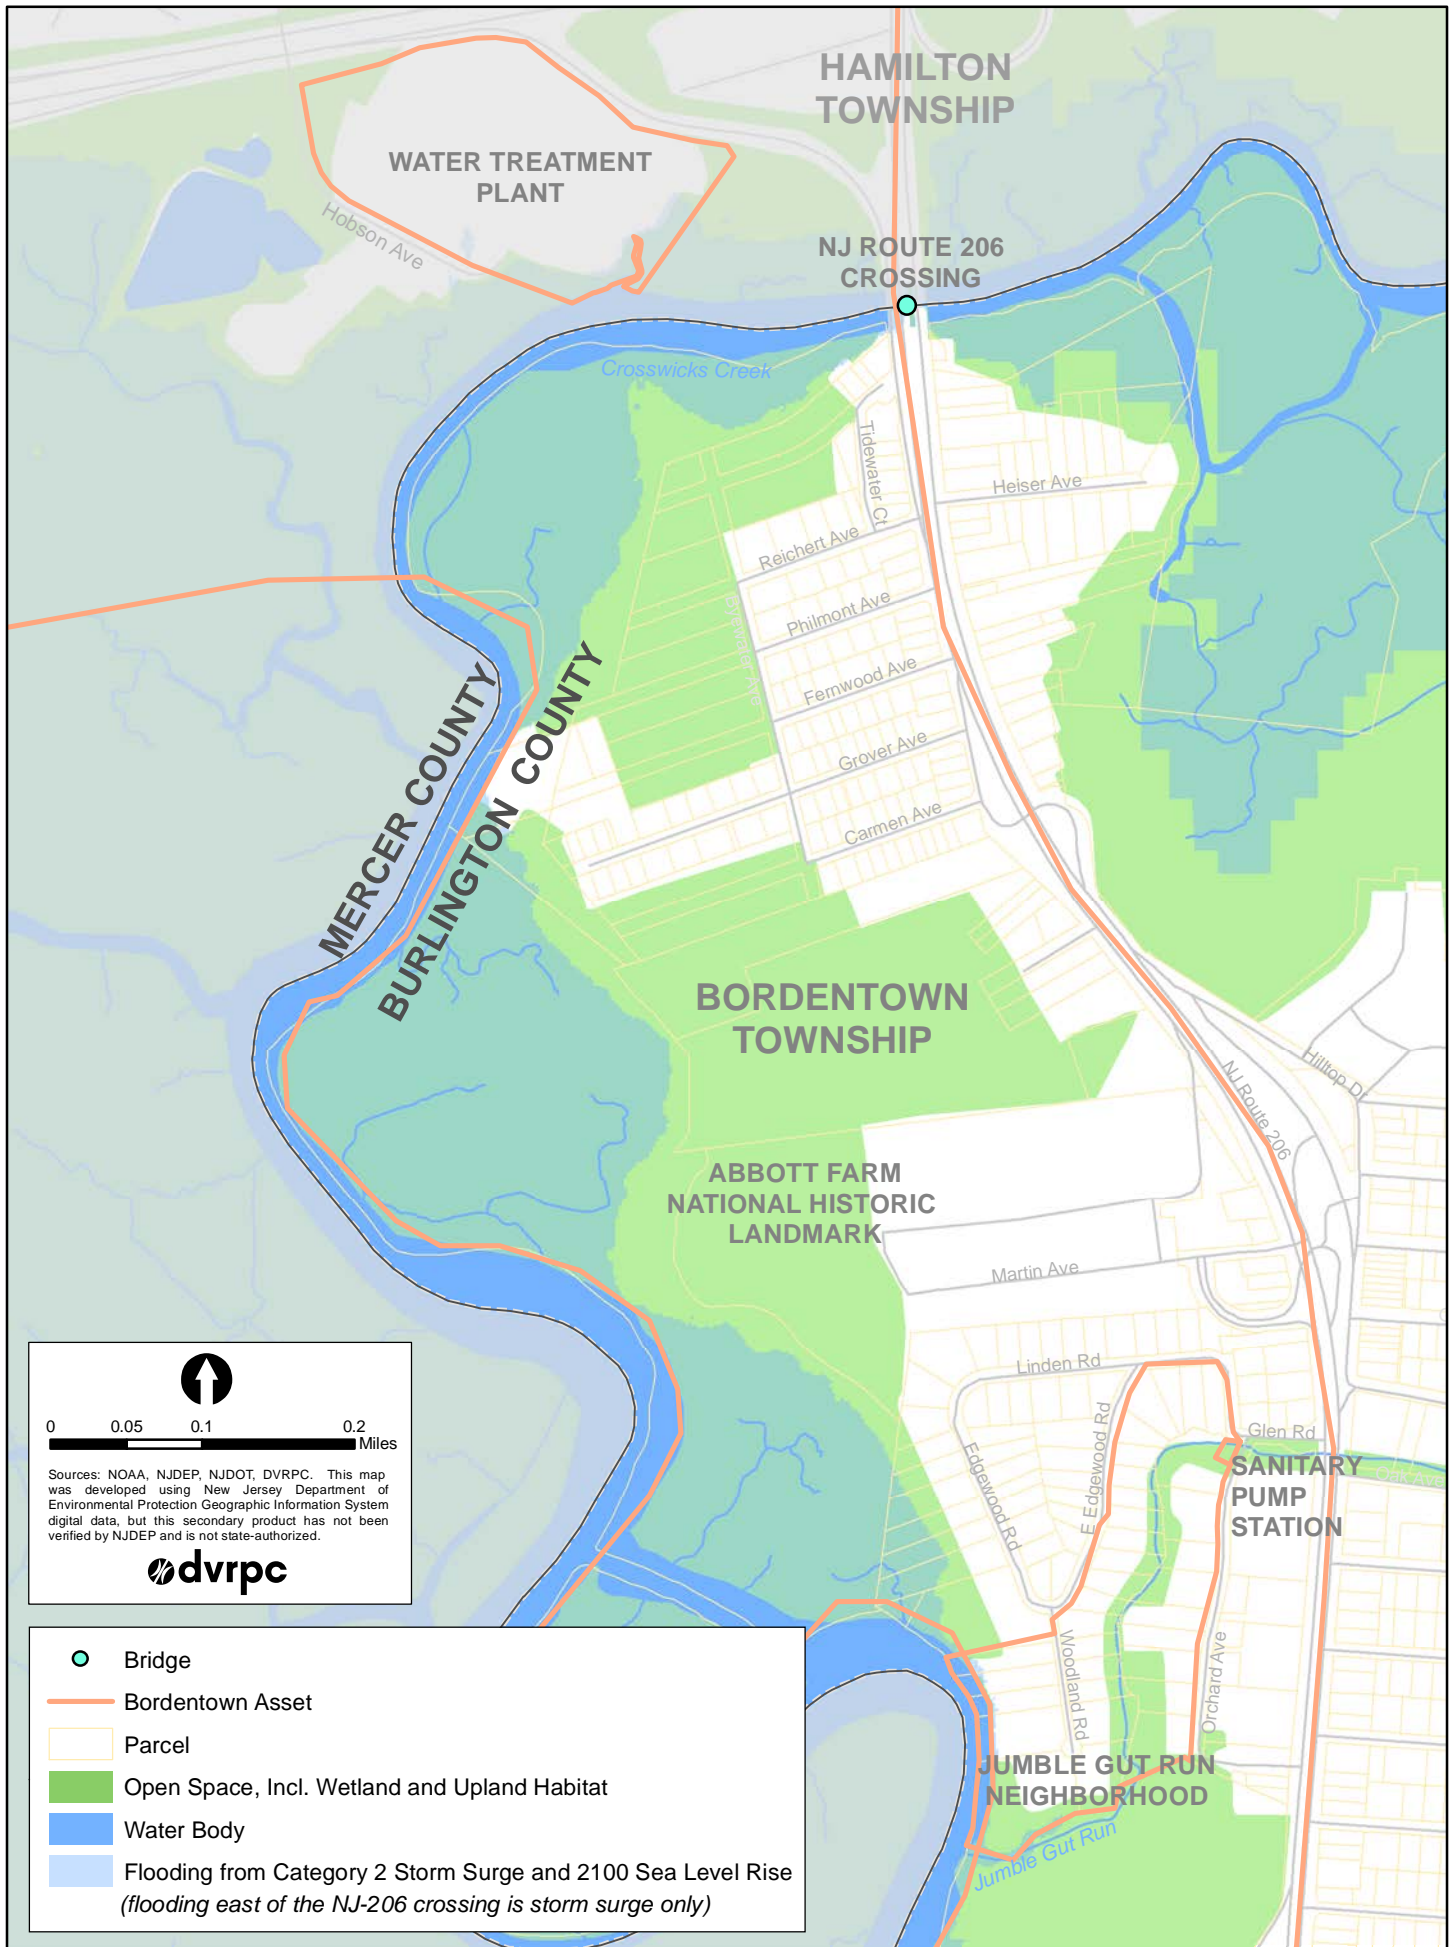 HAMILTON
TOWNSHIP
WATER TREATMENT
PLANT
Hobson Ave
NJ ROUTE 206
CROSSING
Crosswicks Creek
Tidewater Ct
Heiser Ave
Reichert Ave
Philmont Ave
Fernwood Ave
Grover Ave
Carmen Ave
MERCER COUNTY
BURLINGTON COUNTY
BORDENTOWN
TOWNSHIP
Hilltop Dr
NJ Route 206
ABBOTT FARM
NATIONAL HISTORIC
LANDMARK
Martin Ave
Linden Rd
Edgewood Rd
E Edgewood Rd
Glen Rd
Oak Ave
SANITARY
PUMP
STATION
Woodland Rd
Orchard Ave
JUMBLE GUT RUN
NEIGHBORHOOD
Jumble Gut Run
0 0.05 0.1 0.2
Miles
Sources: NOAA, NJDEP, NJDOT, DVRPC. This map
was developed using New Jersey Department of
Environmental Protection Geographic Information System
digital data, but this secondary product has not been
verified by NJDEP and is not state-authorized.
dvrpc
Bridge
Bordentown Asset
Parcel
Open Space, Incl. Wetland and Upland Habitat
Water Body
Flooding from Category 2 Storm Surge and 2100 Sea Level Rise
(flooding east of the NJ-206 crossing is storm surge only)